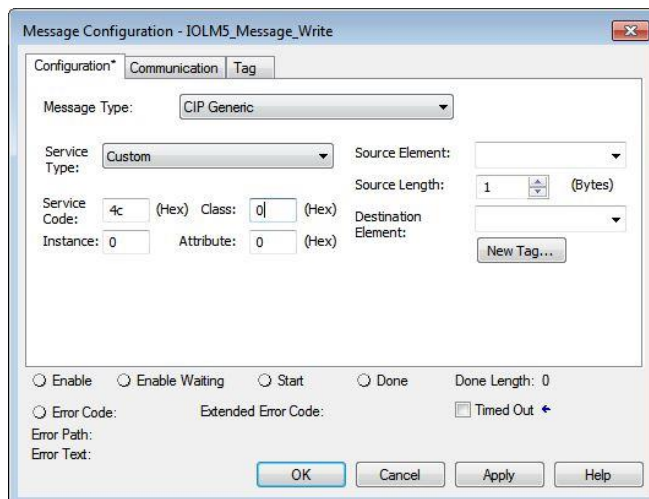 Message Configuration - IOLM5_Message_Write
Configuration* Communication Tag
Message Type: CIP Generic
Service Type: Custom
Source Element:
Source Length: 1 (Bytes)
Service Code: 4c (Hex) Class: 0 (Hex)
Destination Element:
Instance: 0 Attribute: 0 (Hex)
New Tag...
Enable Enable Waiting Start Done Done Length: 0
Error Code: Extended Error Code: Timed Out
Error Path:
Error Text:
OK Cancel Apply Help